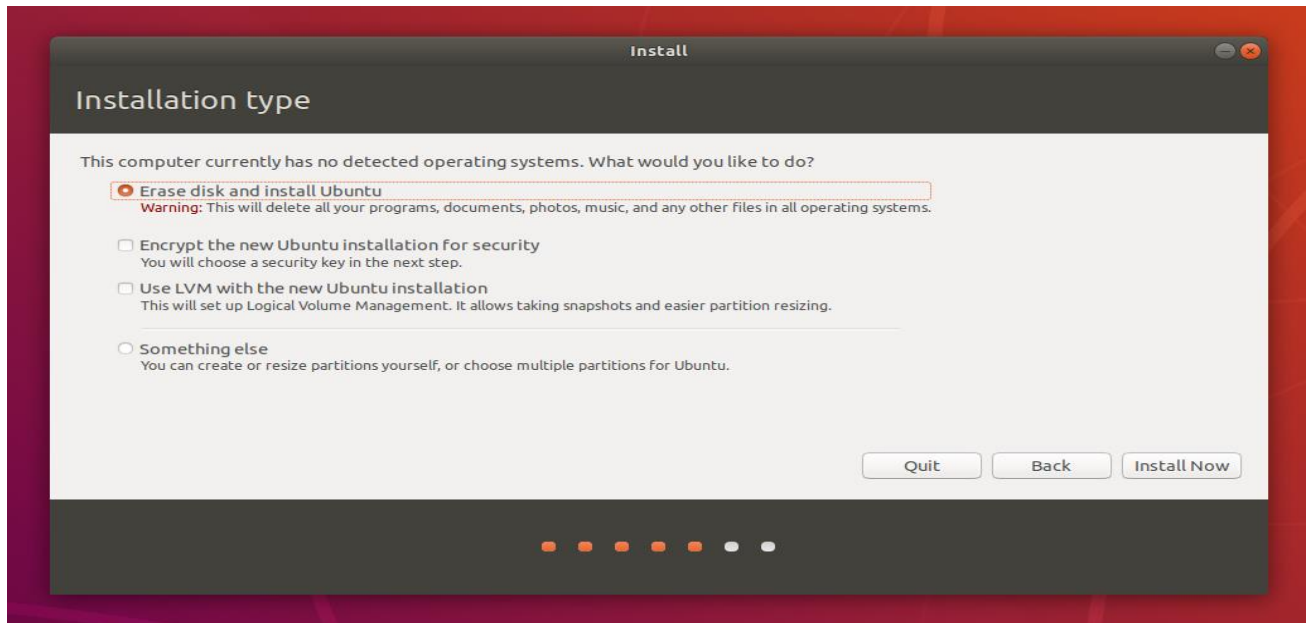 Install
Installation type
This computer currently has no detected operating systems. What would you like to do?
Erase disk and install Ubuntu
Warning: This will delete all your programs, documents, photos, music, and any other files in all operating systems.
Encrypt the new Ubuntu installation for security
You will choose a security key in the next step.
Use LVM with the new Ubuntu installation
This will set up Logical Volume Management. It allows taking snapshots and easier partition resizing.
Something else
You can create or resize partitions yourself, or choose multiple partitions for Ubuntu.
Quit Back Install Now